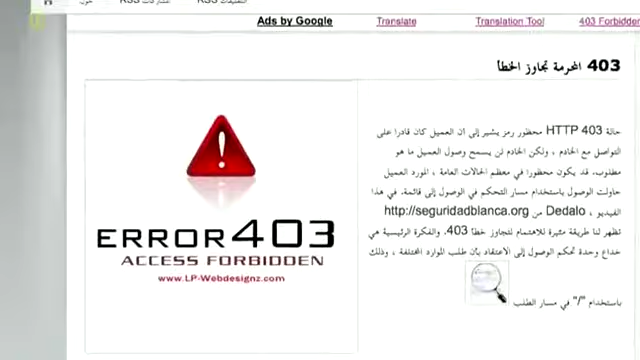 Ads by Google Translate Translation Tool 403 Forbidden
403 المحرمة تجاوز الخطأ
ERROR 403
ACCESS FORBIDDEN
www.LP-Webdesignz.com
حالة HTTP 403 محظور رمز يشير إلى ان العميل كان قادرا على
التواصل مع الخادم ، ولكن الخادم لن يسمح وصول العميل ما هو
مطلوب. قد يكون محظورا في معظم الحالات العامة ، المورد العميل
حاولت الوصول باستخدام مسار التحكم في الوصول إلى قائمة. في هذا
الفيديو ، Dedalo من http://seguridadblanca.org
تظهر لنا طريقة مثيرة للاهتمام لتجاوز خطأ 403. والفكرة الرئيسية هي
خداع وحدة تحكم الوصول إلى الاعتقاد بأن طلب الموارد المختلفة ، وذلك
باستخدام "/" في مسار الطلب